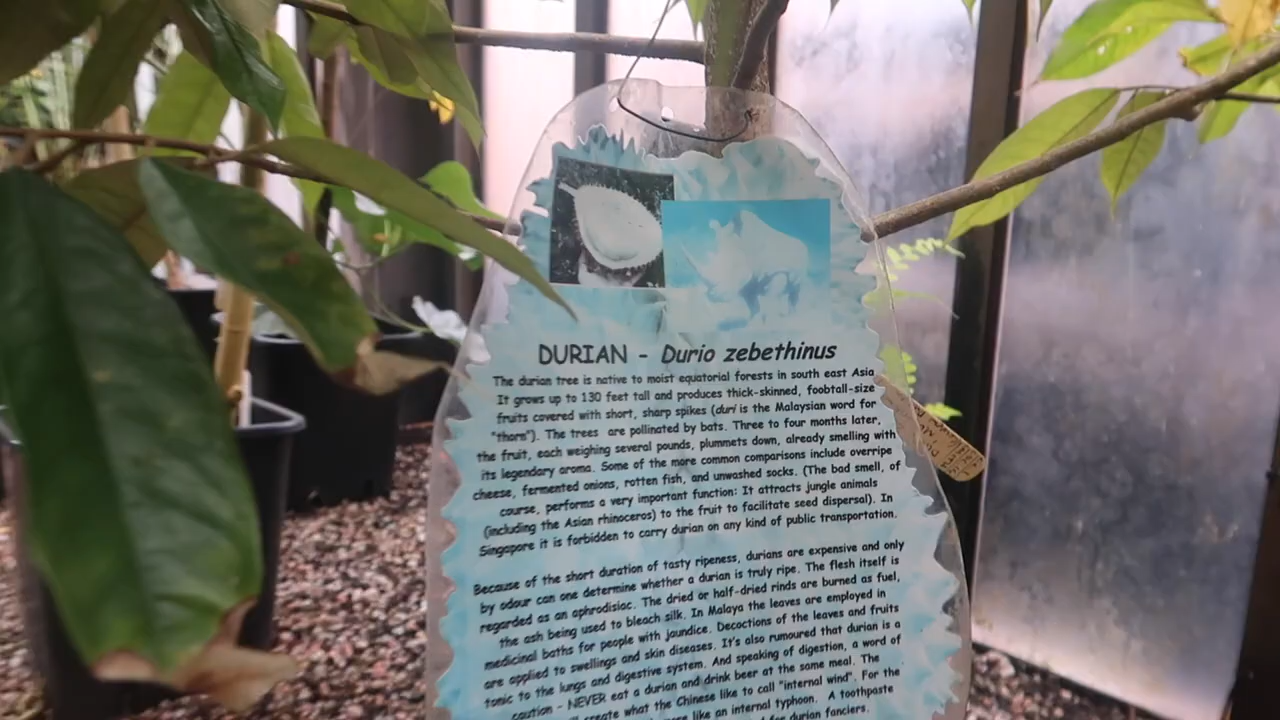 DURIAN - Durio zebethinus
The durian tree is native to moist equatorial forests in south east Asia
It grows up to 130 feet tall and produces thick-skinned, foobtall-size
fruits covered with short, sharp spikes (duri is the Malaysian word for
"thorn"). The trees are pollinated by bats. Three to four months later,
the fruit, each weighing several pounds, plummets down, already smelling with
its legendary aroma. Some of the more common comparisons include overripe
cheese, fermented onions, rotten fish, and unwashed socks. (The bad smell, of
course, performs a very important function: It attracts jungle animals
(including the Asian rhinoceros) to the fruit to facilitate seed dispersal). In
Singapore it is forbidden to carry durian on any kind of public transportation.
Because of the short duration of tasty ripeness, durians are expensive and only
by odour can one determine whether a durian is truly ripe. The flesh itself is
regarded as an aphrodisiac. The dried or half-dried rinds are burned as fuel,
the ash being used to bleach silk. In Malaya the leaves are employed in
medicinal baths for people with jaundice. Decoctions of the leaves and fruits
are applied to swellings and skin diseases. It's also rumoured that durian is a
tonic to the lungs and digestive system. And speaking of digestion, a word of
caution - NEVER eat a durian and drink beer at the same meal. The
create what the Chinese like to call "internal wind". For the
like an internal typhoon. A toothpaste
for durian fanciers.